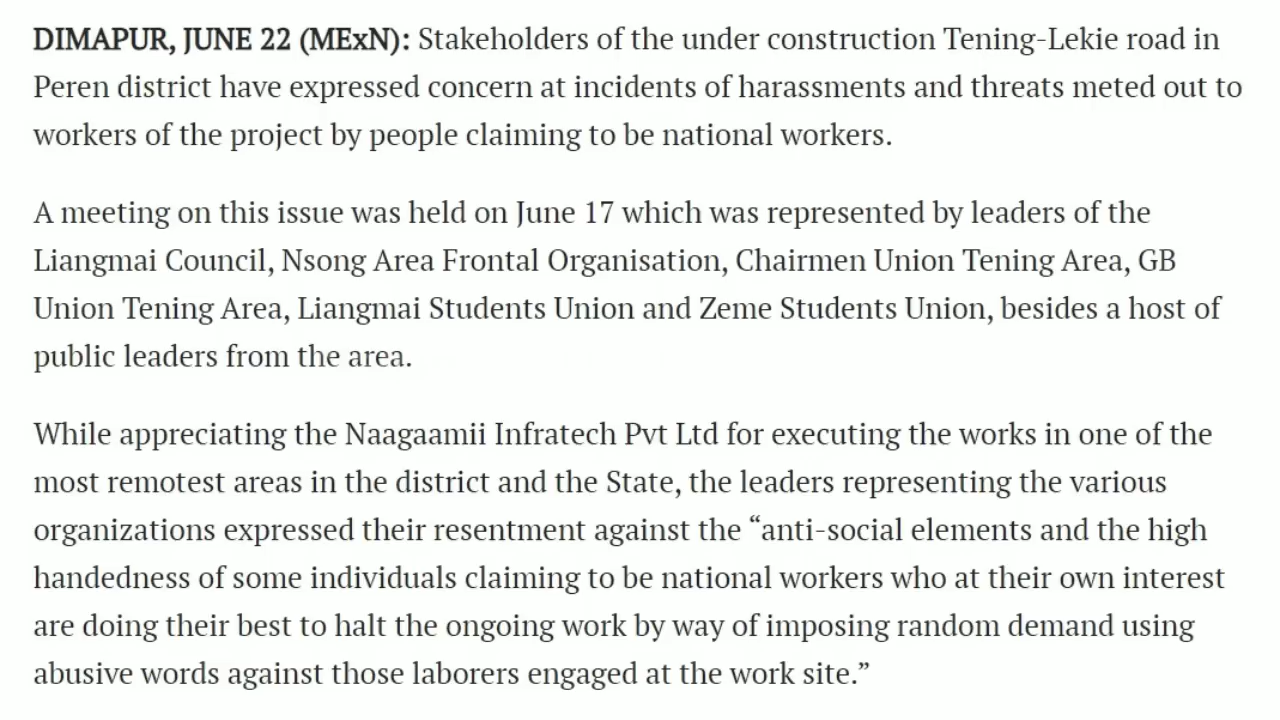 DIMAPUR, JUNE 22 (MExN): Stakeholders of the under construction Tening-Lekie road in
Peren district have expressed concern at incidents of harassments and threats meted out to
workers of the project by people claiming to be national workers.
A meeting on this issue was held on June 17 which was represented by leaders of the
Liangmai Council, Nsong Area Frontal Organisation, Chairmen Union Tening Area, GB
Union Tening Area, Liangmai Students Union and Zeme Students Union, besides a host of
public leaders from the area.
While appreciating the Naagaamii Infratech Pvt Ltd for executing the works in one of the
most remotest areas in the district and the State, the leaders representing the various
organizations expressed their resentment against the “anti-social elements and the high
handedness of some individuals claiming to be national workers who at their own interest
are doing their best to halt the ongoing work by way of imposing random demand using
abusive words against those laborers engaged at the work site.”